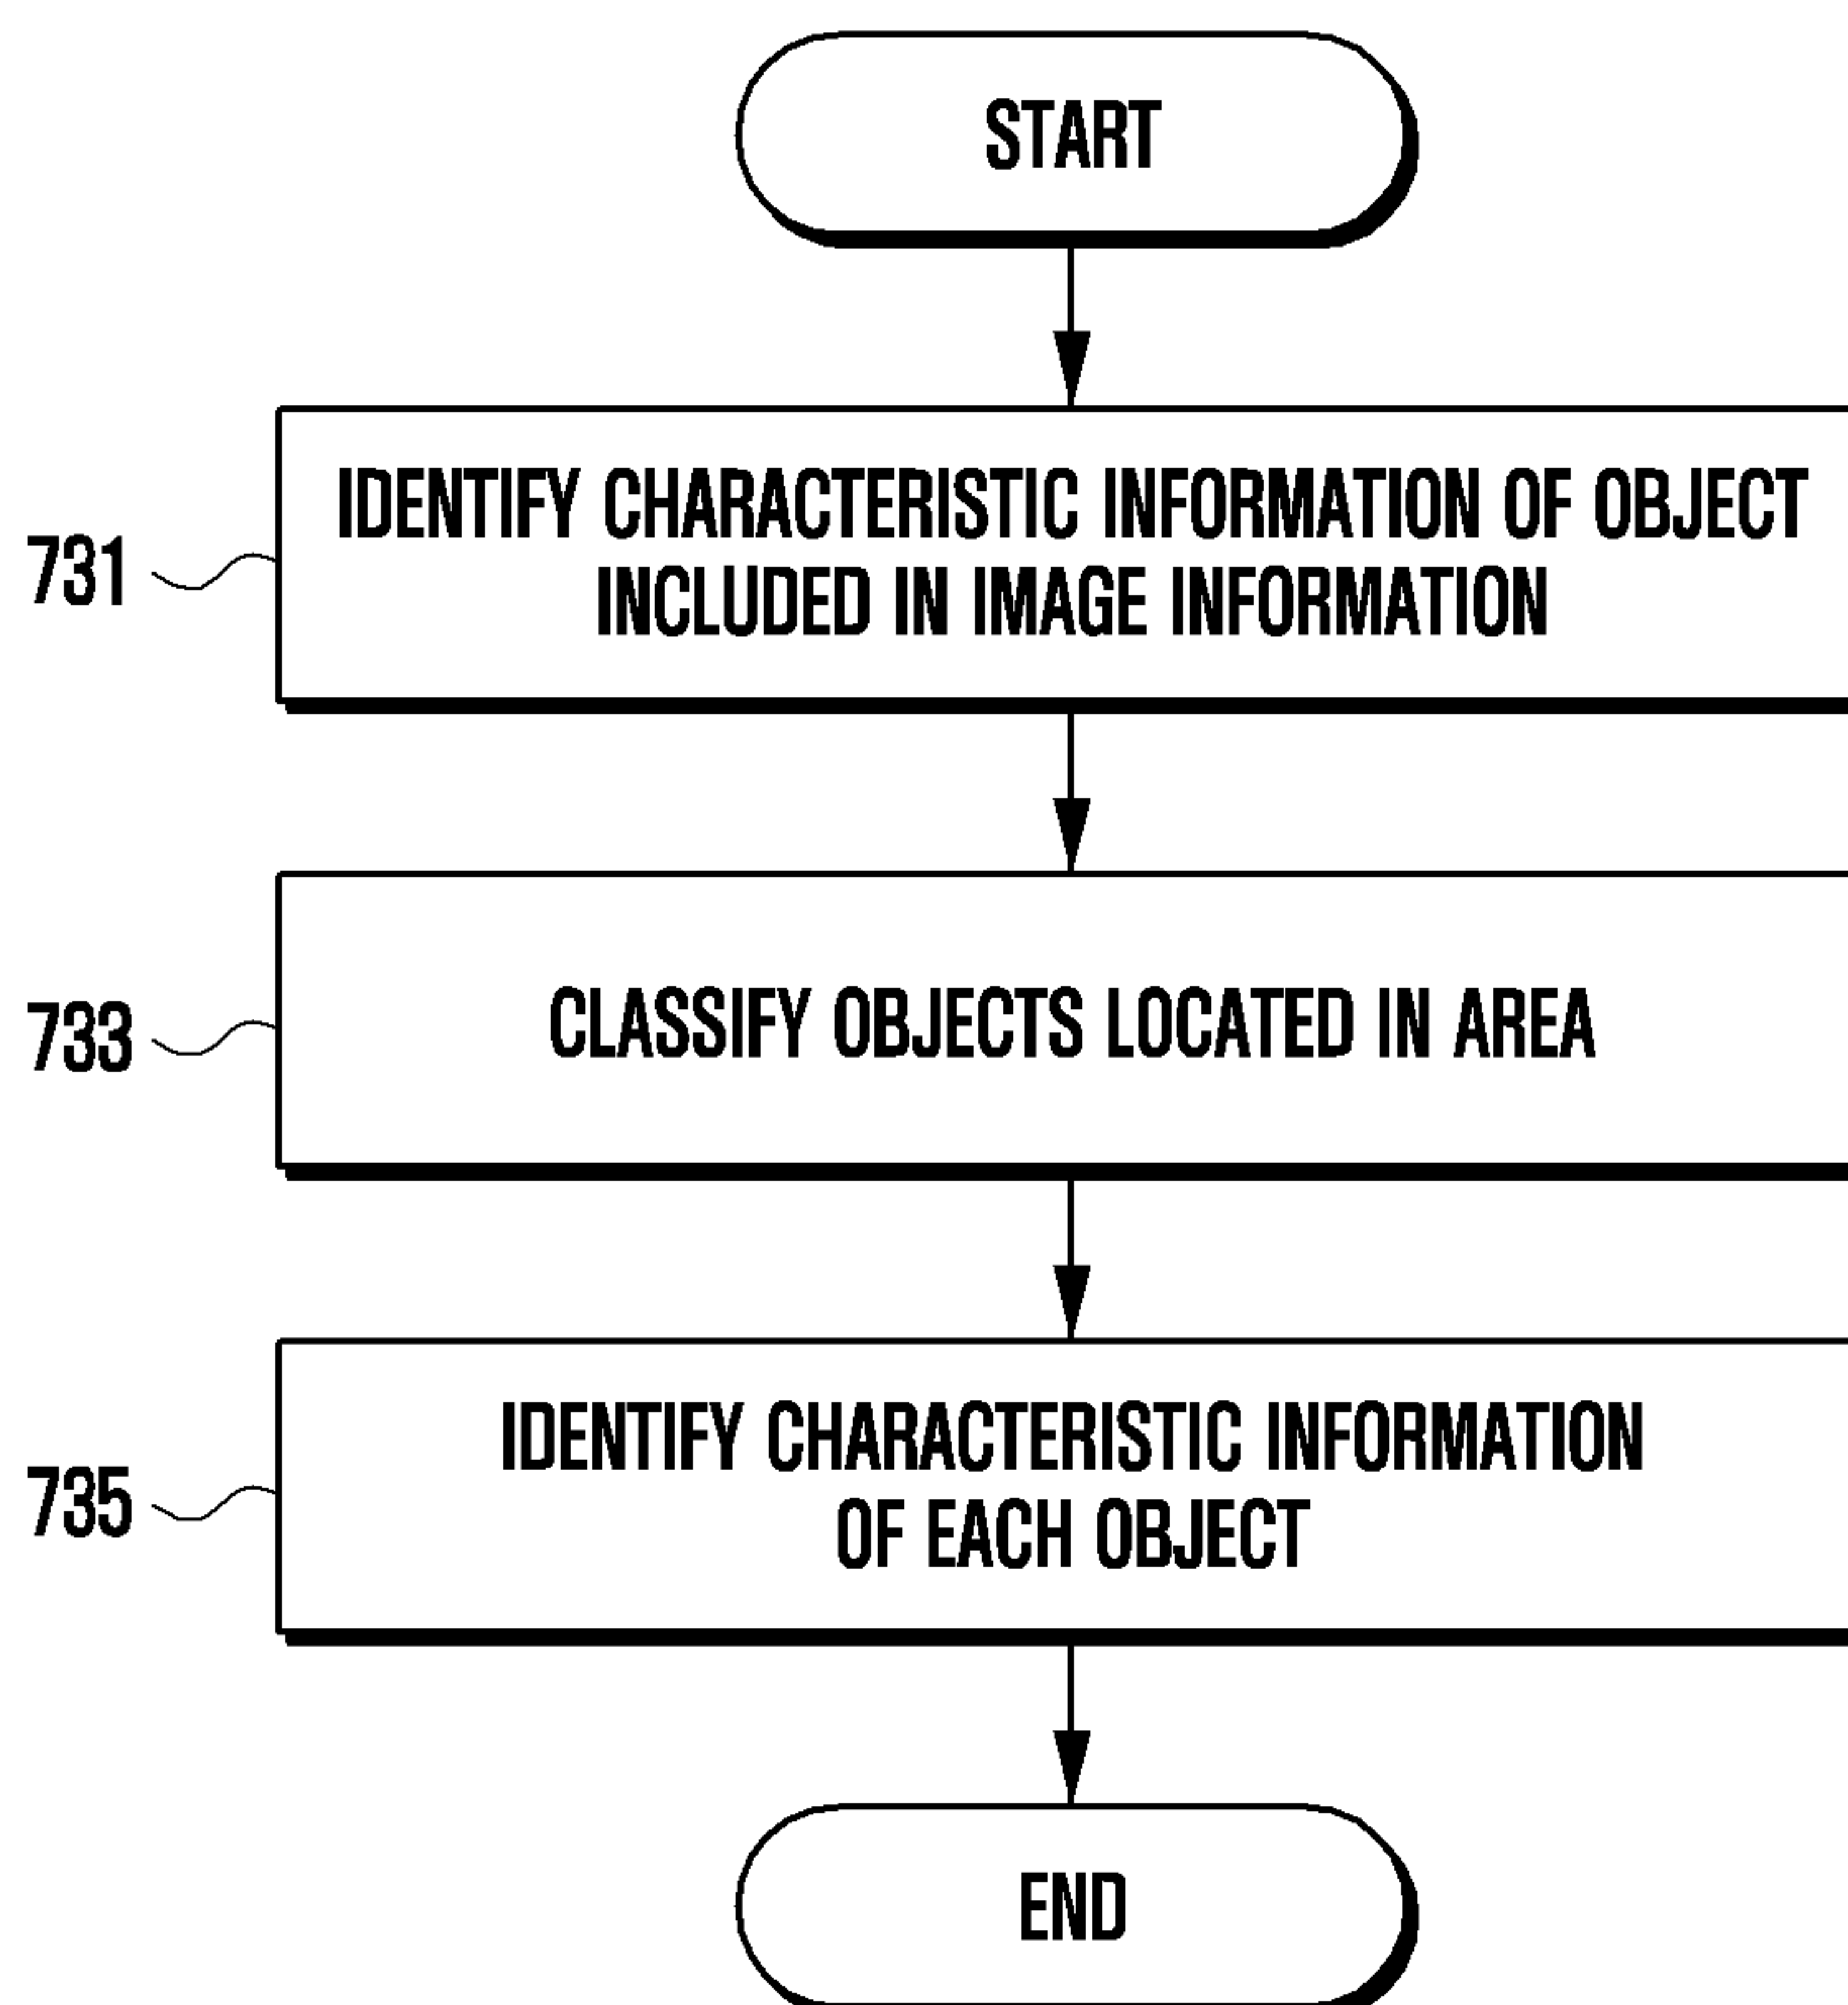 START
IDENTIFY CHARACTERISTIC INFORMATION OF OBJECT
INCLUDED IN IMAGE INFORMATION
731
CLASSIFY OBJECTS LOCATED IN AREA
733
IDENTIFY CHARACTERISTIC INFORMATION
OF EACH OBJECT
735
END